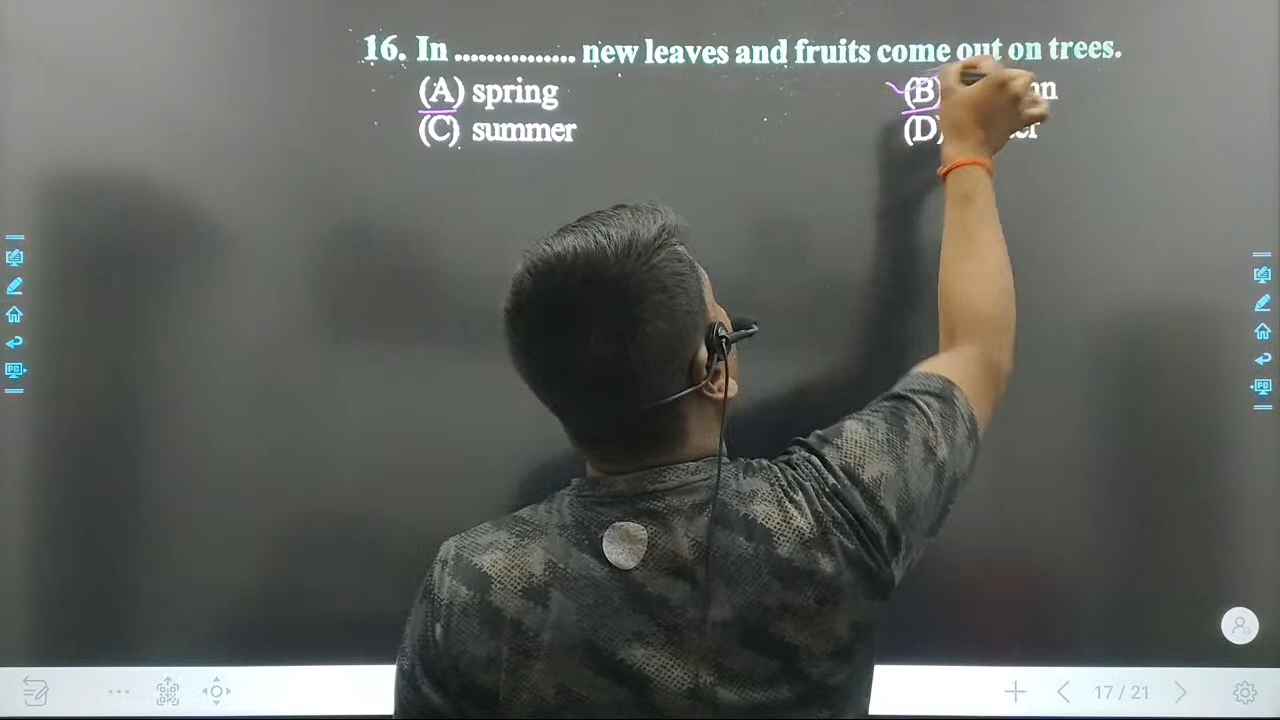 16. In .............. new leaves and fruits come out on trees.
(A) spring (B)
(C) summer (D)
17 / 21